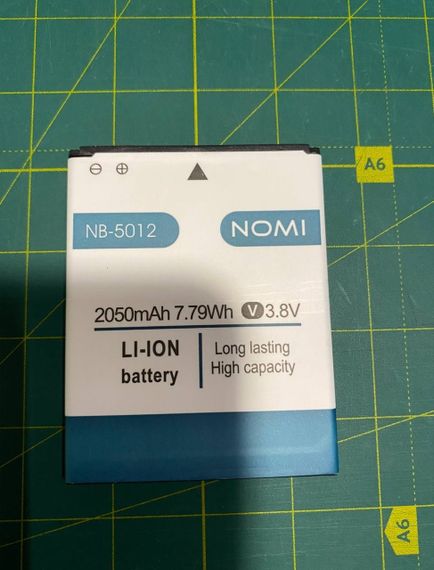 ⊖ ⊕
A6
NB-5012 NOMI
2050mAh 7.79Wh V 3.8V
LI-ION
battery
Long lasting
High capacity
A6